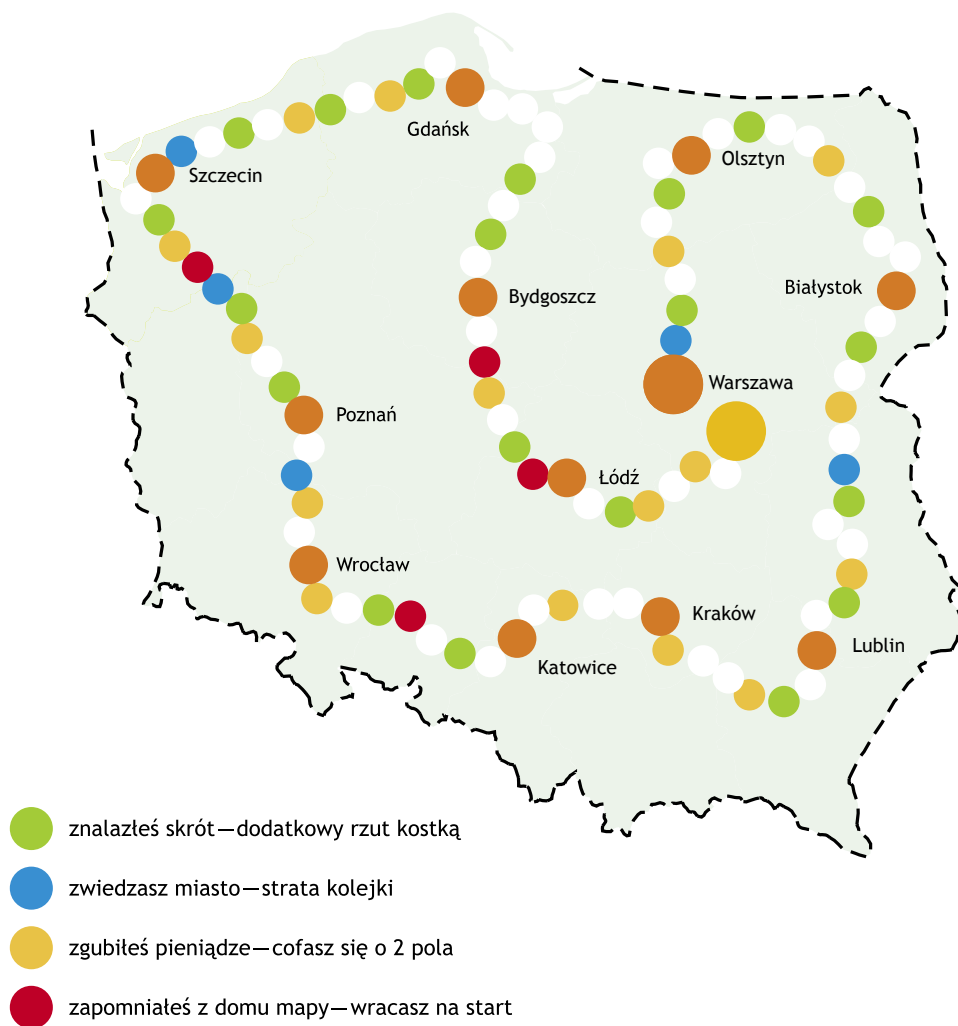 Gdańsk
Olsztyn
Szczecin
Białystok
Bydgoszcz
Warszawa
Poznań
Łódź
Wrocław
Kraków
Lublin
Katowice
znalazłeś skrót—dodatkowy rzut kostką
zwiedzasz miasto—strata kolejki
zgubiłeś pieniądze—cofasz się o 2 pola
zapomniałeś z domu mapy—wracasz na start